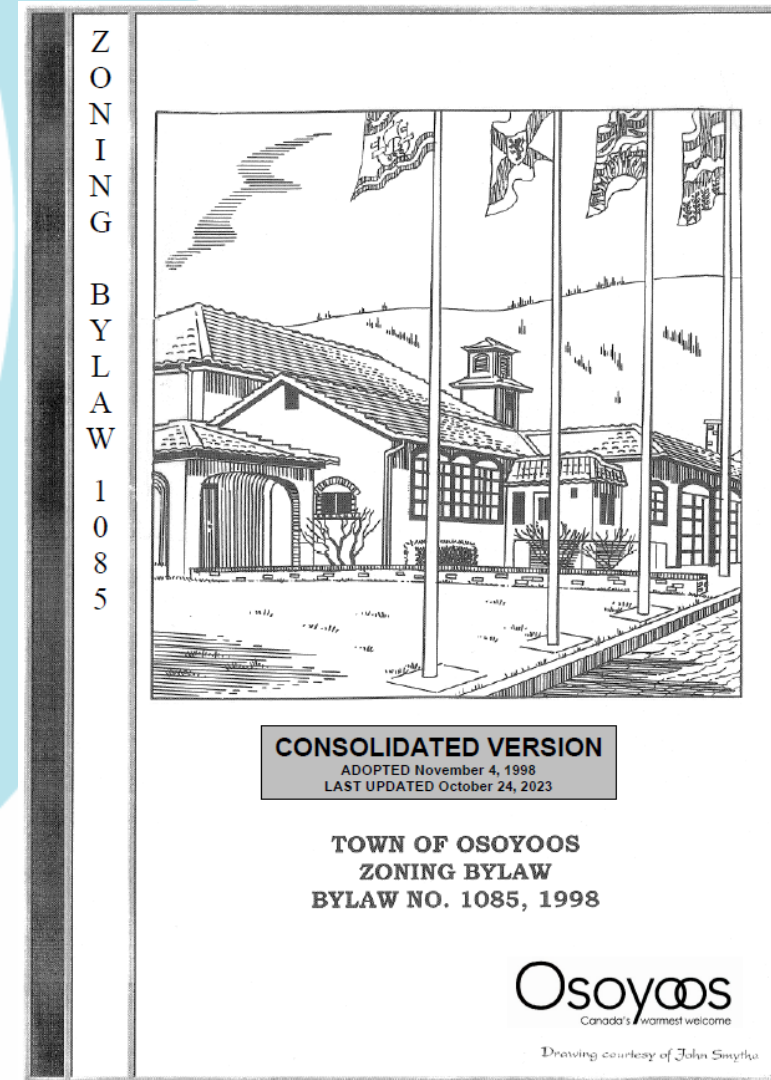 ZONING BYLAW 1085
CONSOLIDATED VERSION
ADOPTED November 4, 1998
LAST UPDATED October 24, 2023
TOWN OF OSOYOOS
ZONING BYLAW
BYLAW NO. 1085, 1998
Osoyoos
Canada's warmest welcome
Drawing courtesy of John Smythe